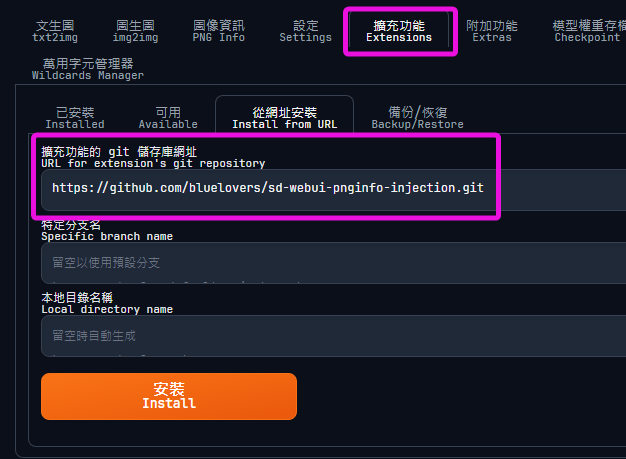 文生圖 圖生圖 圖像資訊 設定 擴充功能 附加功能 模型權重存檔
txt2img img2img PNG Info Settings Extensions Extras Checkpoint
萬用字元管理器
Wildcards Manager
已安裝 可用 從網址安裝 備份/恢復
Installed Available Install from URL Backup/Restore
擴充功能的 git 儲存庫網址
URL for extension's git repository
https://github.com/bluelovers/sd-webui-pnginfo-injection.git
特定分支名
Specific branch name
留空以使用預設分支
本地目錄名稱
Local directory name
留空時自動生成
安裝
Install